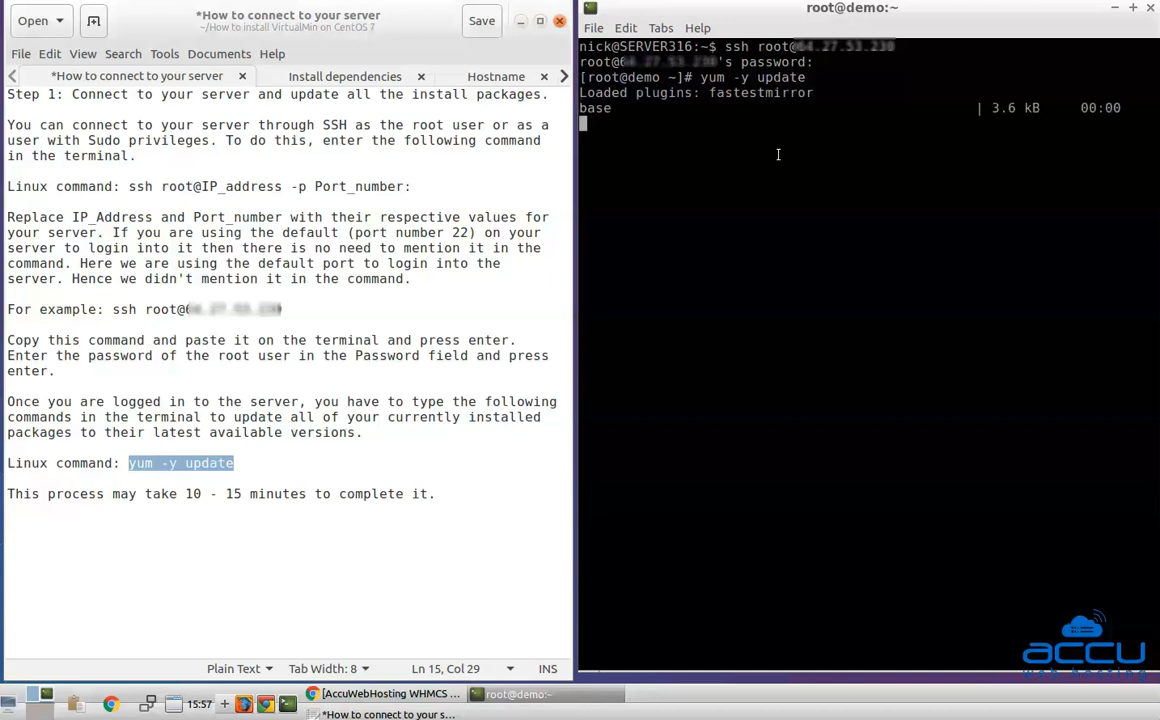 Open
*How to connect to your server
~/How to install VirtualMin on CentOS 7
Save
File Edit View Search Tools Documents Help
*How to connect to your server
Install dependencies
Hostname
Step 1: Connect to your server and update all the install packages.
You can connect to your server through SSH as the root user or as a
user with Sudo privileges. To do this, enter the following command
in the terminal.
Linux command: ssh root@IP_address -p Port_number:
Replace IP_Address and Port_number with their respective values for
your server. If you are using the default (port number 22) on your
server to login into it then there is no need to mention it in the
command. Here we are using the default port to login into the
server. Hence we didn't mention it in the command.
For example: ssh root@
Copy this command and paste it on the terminal and press enter.
Enter the password of the root user in the Password field and press
enter.
Once you are logged in to the server, you have to type the following
commands in the terminal to update all of your currently installed
packages to their latest available versions.
Linux command: yum -y update
This process may take 10 - 15 minutes to complete it.
Plain Text Tab Width: 8 Ln 15, Col 29 INS
root@demo:~
File Edit Tabs Help
nick@SERVER316:~$ ssh root@
root@ 's password:
[root@demo ~]# yum -y update
Loaded plugins: fastestmirror
base | 3.6 kB 00:00
accu
web hosting
15:57
[AccuWebHosting WHMCS ...
root@demo:~
*How to connect to your s...